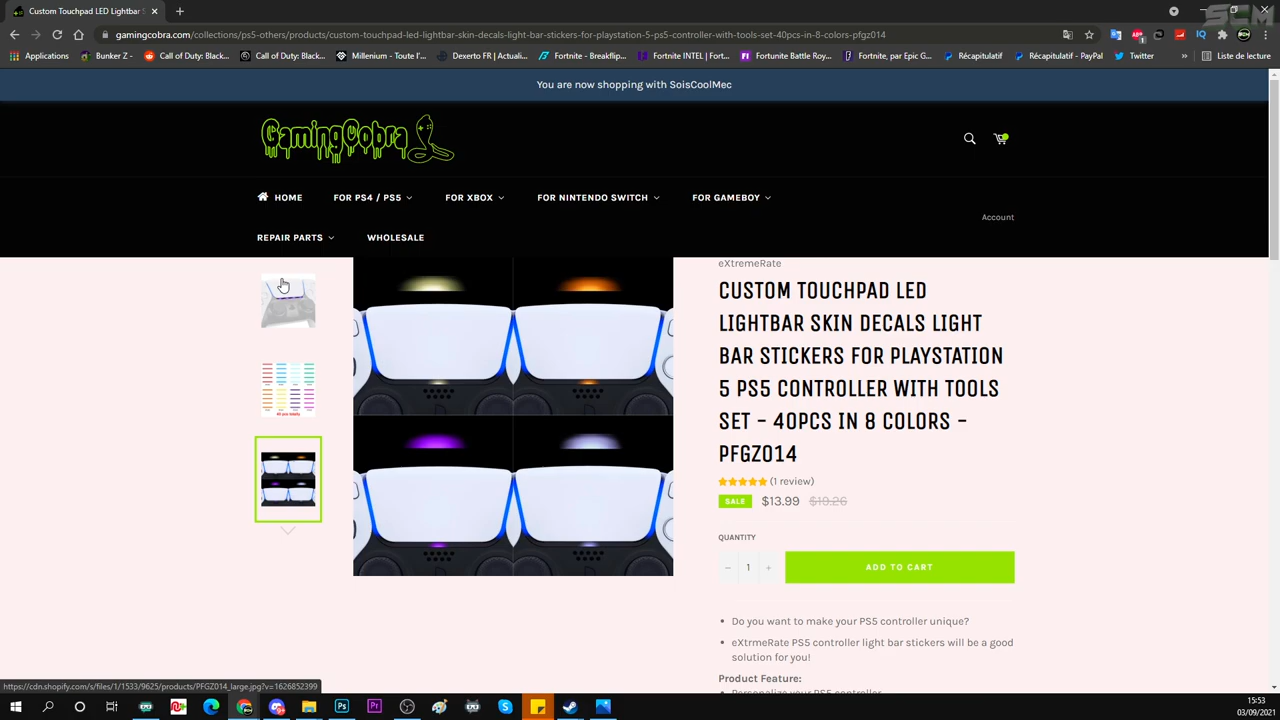 Custom Touchpad LED Lightbar S
SCM
gamingcobra.com/collections/ps5-others/products/custom-touchpad-led-lightbar-skin-decals-light-bar-stickers-for-playstation-5-ps5-controller-with-tools-set-40pcs-in-8-colors-pfgz014
Applications
Bunker Z -
Call of Duty: Black...
Call of Duty: Black...
Millenium - Toute l'...
Dexerto FR | Actuali...
Fortnite - Breakflip...
Fortnite INTEL | Fort...
Fortunite Battle Roy...
Fortnite, par Epic G...
Récapitulatif
Récapitulatif - PayPal
Twitter
»
Liste de lecture
You are now shopping with SoisCoolMec
GamingCobra
HOME
FOR PS4 / PS5
FOR XBOX
FOR NINTENDO SWITCH
FOR GAMEBOY
Account
REPAIR PARTS
WHOLESALE
eXtremeRate
CUSTOM TOUCHPAD LED
LIGHTBAR SKIN DECALS LIGHT
BAR STICKERS FOR PLAYSTATION
5 PS5 CONTROLLER WITH TOOLS
SET - 40PCS IN 8 COLORS -
PFGZ014
(1 review)
SALE $13.99 $19.26
QUANTITY
− 1 +
ADD TO CART
• Do you want to make your PS5 controller unique?
• eXtrmeRate PS5 controller light bar stickers will be a good
solution for you!
Product Feature:
• Personalize your PS5 controller
https://cdn.shopify.com/s/files/1/1533/9625/products/PFGZ014_large.jpg?v=1626852399
15:53
03/09/2021